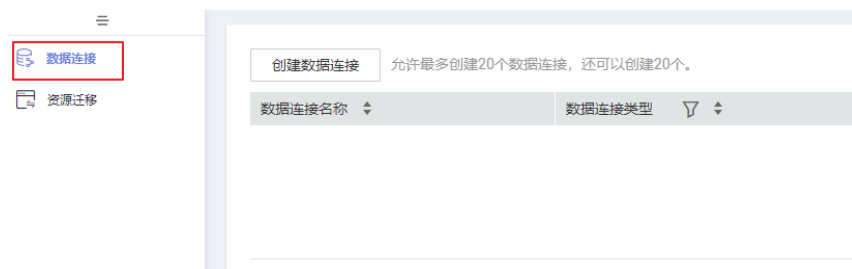 数据连接
资源迁移
创建数据连接 允许最多创建20个数据连接，还可以创建20个。
数据连接名称 数据连接类型